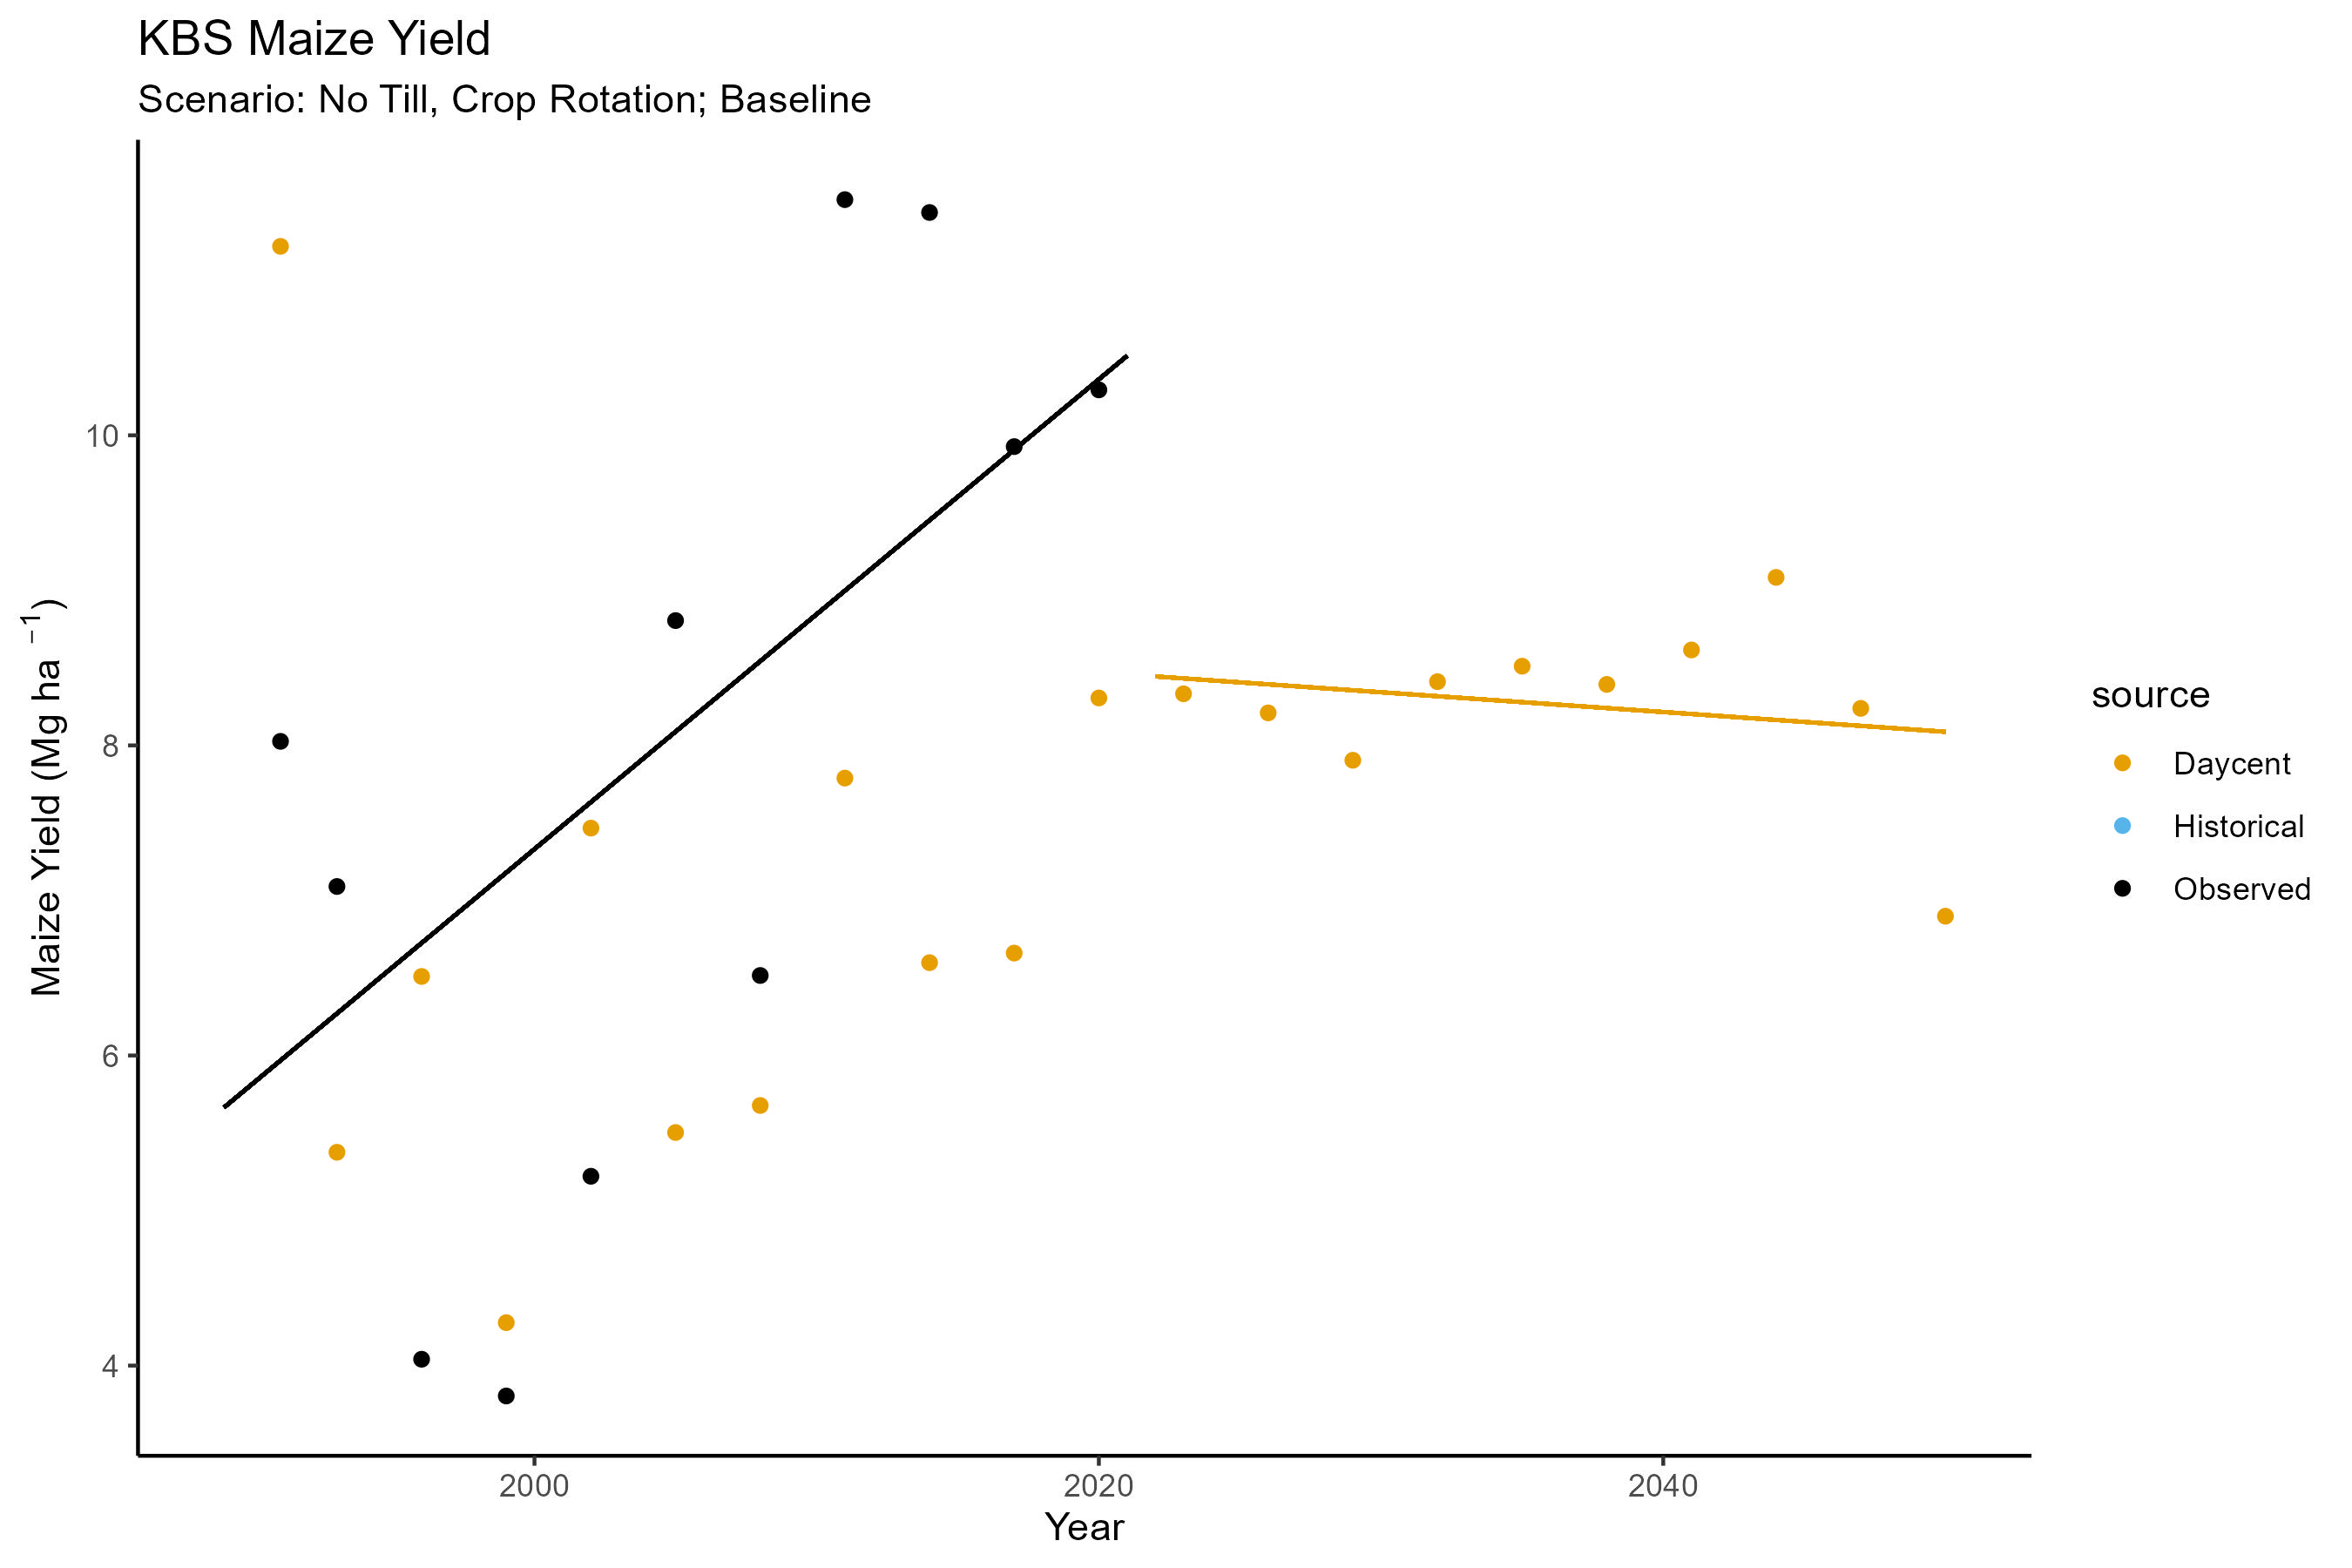 KBS Maize Yield
Scenario: No Till, Crop Rotation; Baseline
Maize Yield (Mg ha −1)
10
8
6
4
2000
2020
2040
Year
source
Daycent
Historical
Observed